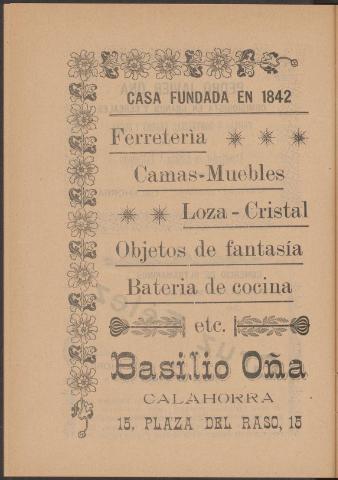 CASA FUNDADA EN 1842
Ferretería
Camas-Muebles
Loza-Cristal
Objetos de fantasía
Bateria de cocina
etc.
Basilio Oña
CALAHORRA
15, PLAZA DEL RASO, 15